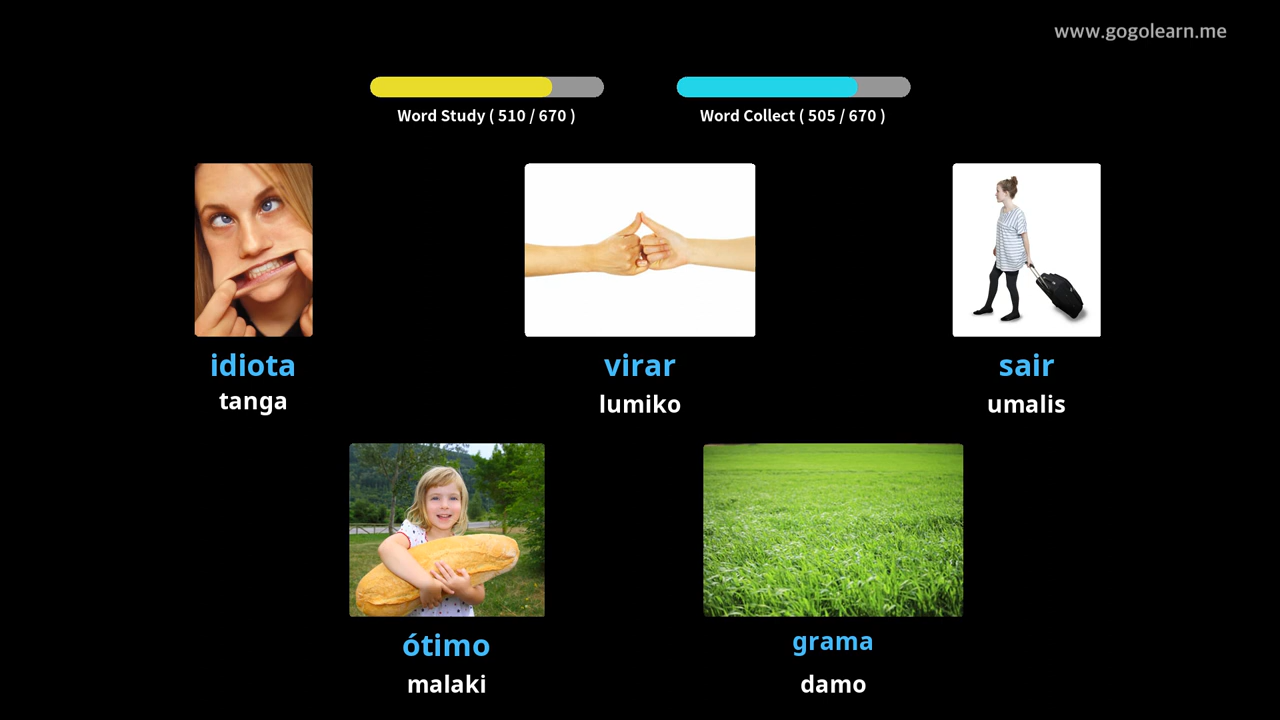 www.gogolearn.me
Word Study ( 510 / 670 )
Word Collect ( 505 / 670 )
idiota
tanga
virar
lumiko
sair
umalis
ótimo
malaki
grama
damo